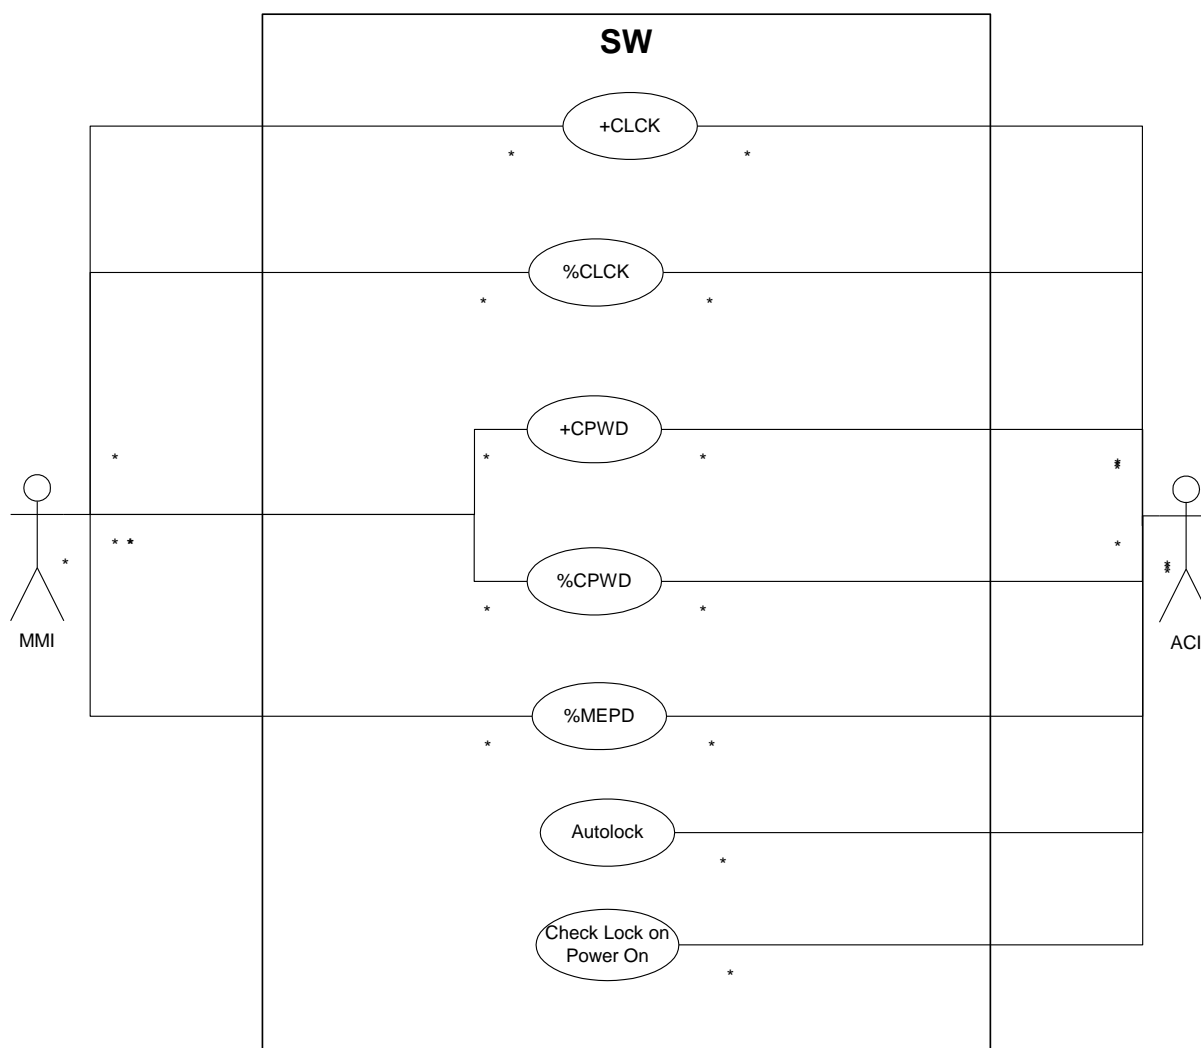 SW
+CLCK
* *
%CLCK
* *
+CPWD
* * * * *
*
MMI
* * *
*
%CPWD
*
* *
*
ACI
* *
%MEPD
* *
Autolock
*
Check Lock on
Power On
*